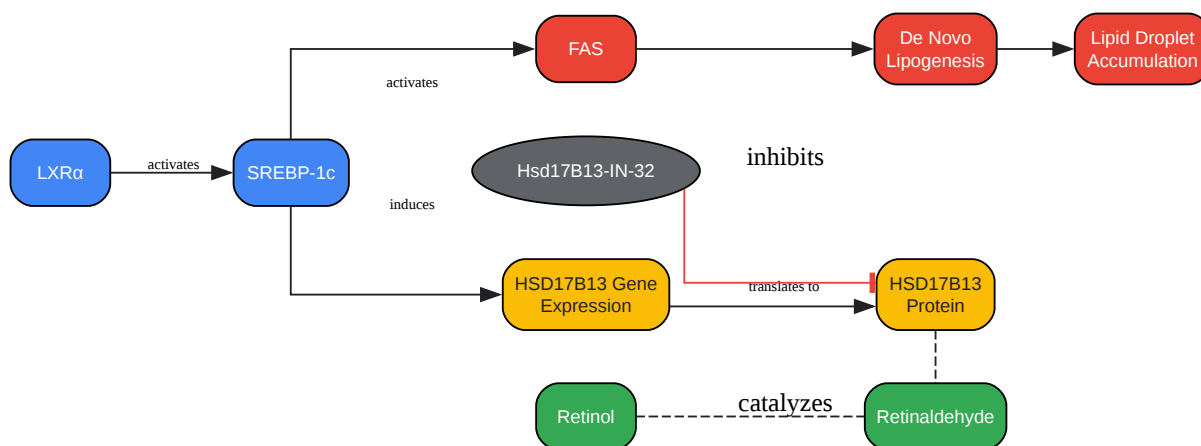 FAS
De Novo
Lipogenesis
Lipid Droplet
Accumulation
activates
LXRα
activates
SREBP-1c
Hsd17B13-IN-32
inhibits
induces
HSD17B13 Gene
Expression
translates to
HSD17B13
Protein
Retinol
catalyzes
Retinaldehyde